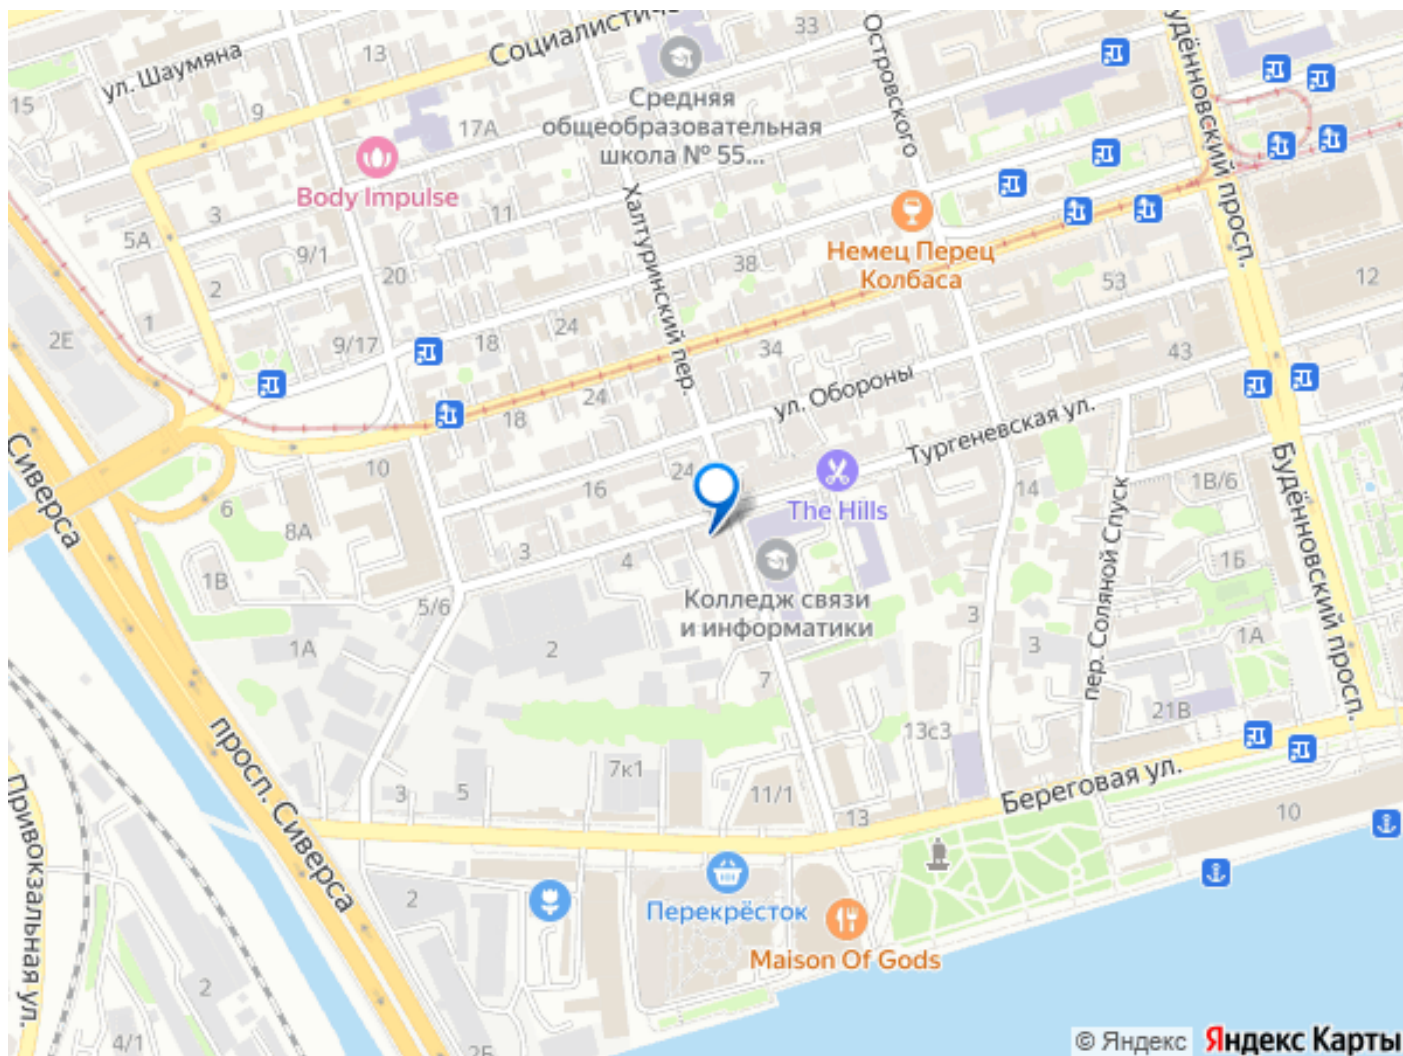 Социалистиче
33
Островского
удённовский просп.
ул. Шаумяна
13
15
9
17А
Средняя
общеобразовательная
школа № 55...
Body Impulse
3
11
5А
9/1
20
2
1
2Е
9/17
18
24
Халтуринский пер.
38
Немец Перец
Колбаса
53
12
34
43
24
18
ул. Обороны
Тургеневская ул.
Сиверса
10
16
24
The Hills
14
1В/6
Будённовский просп.
6
8А
3
4
1В
5/6
Колледж связи
и информатики
пер. Соляной Спуск
1Б
1А
3
3
1А
2
7
21В
13с3
просп. Сиверса
7к1
3
5
11/1
13
Береговая ул.
10
Привокзальная ул.
2
Перекрёсток
Maison Of Gods
2
4/1
2Б
© Яндекс
Яндекс Карты